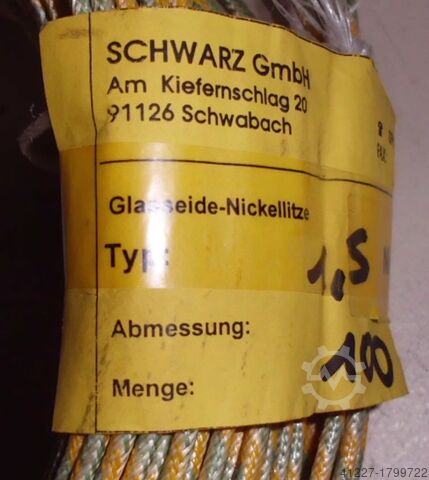 SCHWARZ GmbH
Am Kiefernschlag 20
91126 Schwabach
Glasseide-Nickellitze
Typ: 1,5
Abmessung: 100
Menge:
41227-1799722